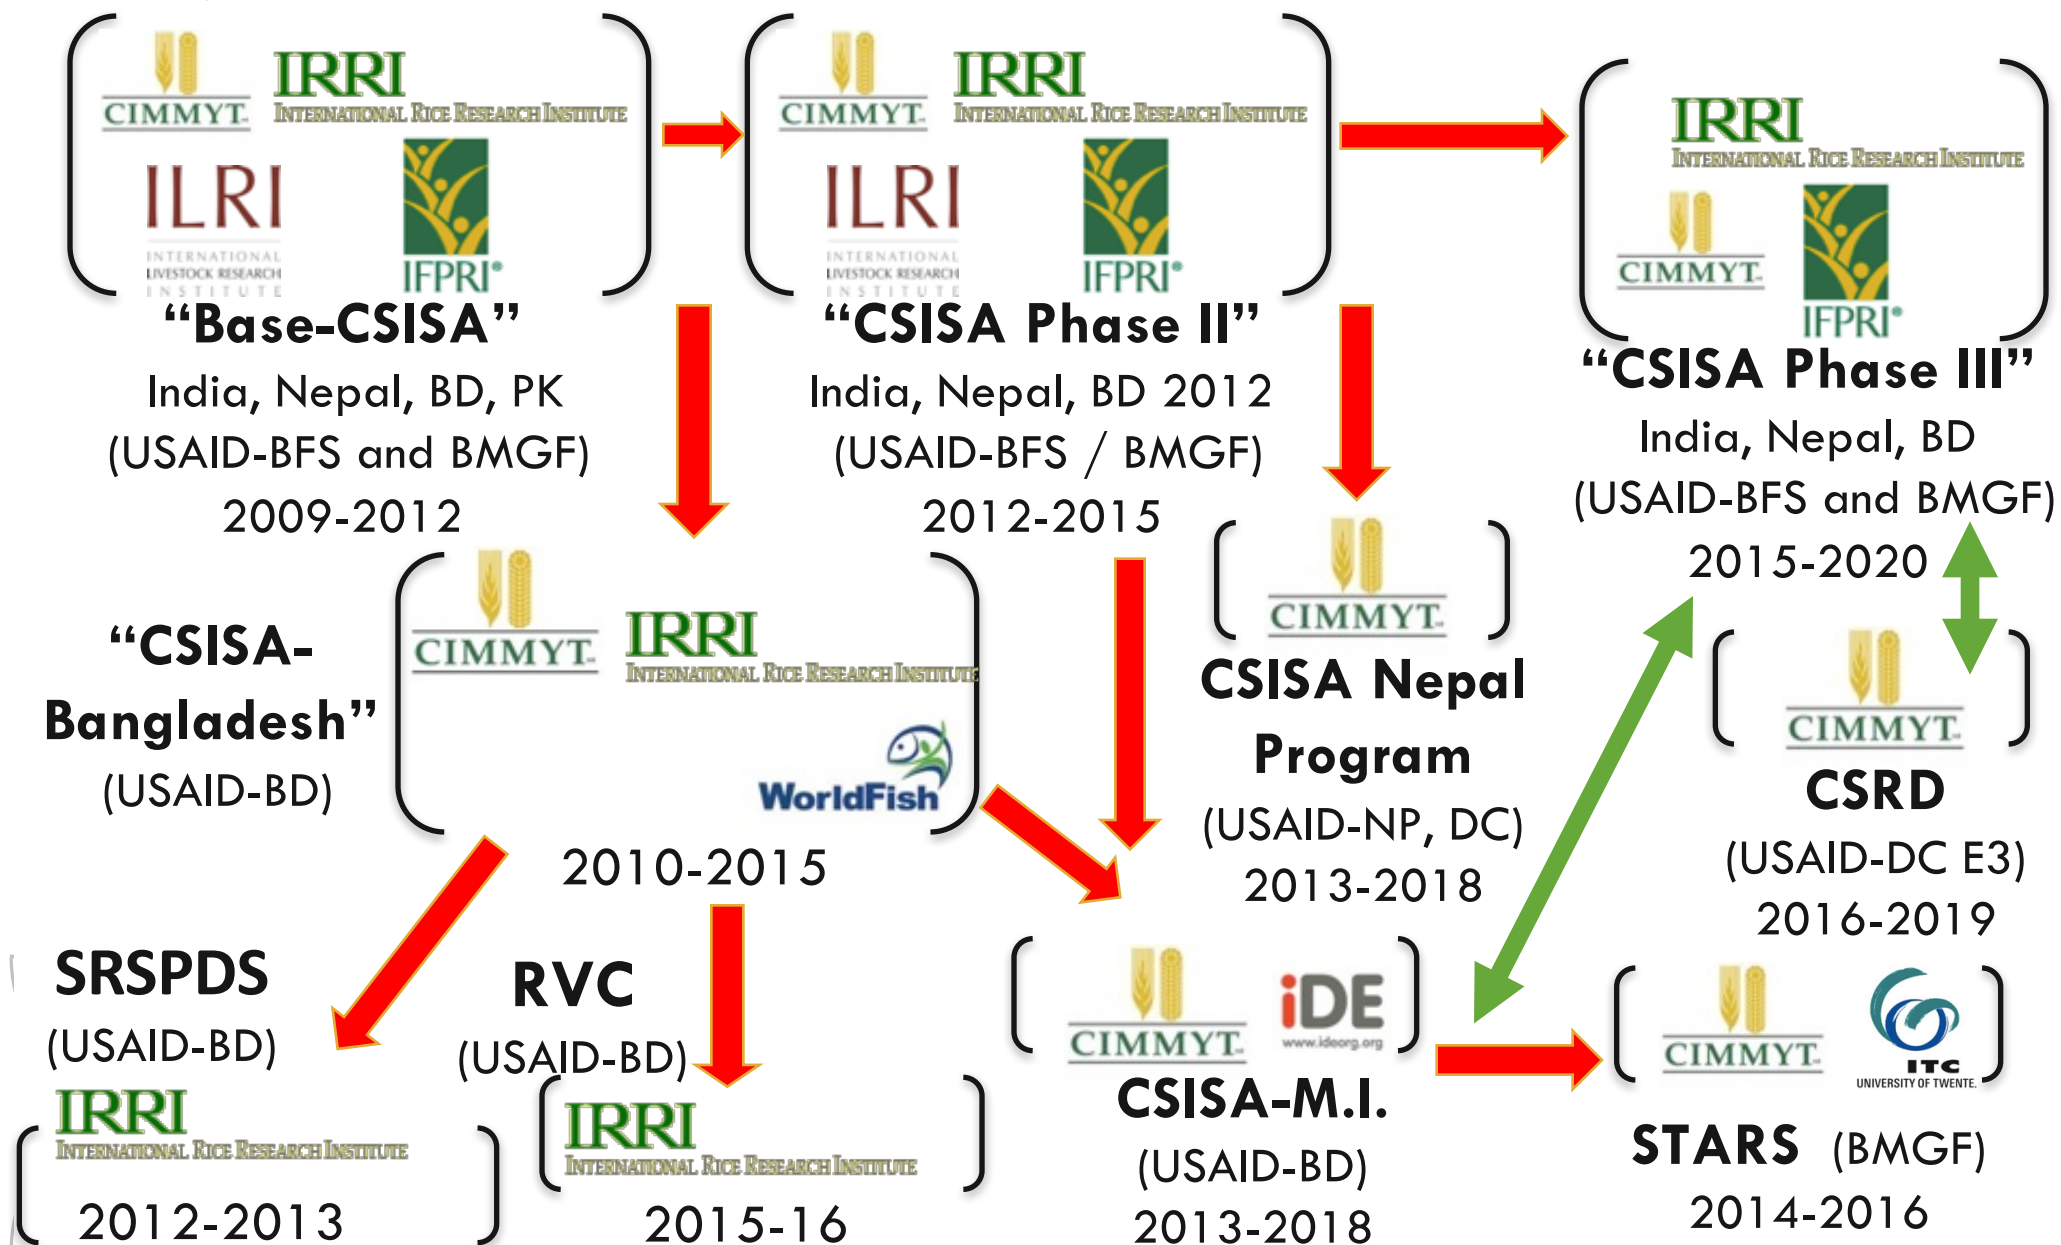 CIMMYT
IRRI
INTERNATIONAL RICE RESEARCH INSTITUTE
ILRI
INTERNATIONAL
LIVESTOCK RESEARCH
INSTITUTE
IFPRI®
“Base-CSISA”
India, Nepal, BD, PK
(USAID-BFS and BMGF)
2009-2012
CIMMYT
IRRI
INTERNATIONAL RICE RESEARCH INSTITUTE
ILRI
INTERNATIONAL
LIVESTOCK RESEARCH
INSTITUTE
IFPRI®
“CSISA Phase II”
India, Nepal, BD 2012
(USAID-BFS / BMGF)
2012-2015
IRRI
INTERNATIONAL RICE RESEARCH INSTITUTE
CIMMYT
IFPRI®
“CSISA Phase III”
India, Nepal, BD
(USAID-BFS and BMGF)
2015-2020
“CSISA-
Bangladesh”
(USAID-BD)
CIMMYT
IRRI
INTERNATIONAL RICE RESEARCH INSTITUTE
WorldFish
2010-2015
CIMMYT
CSISA Nepal
Program
(USAID-NP, DC)
2013-2018
CIMMYT
CSRD
(USAID-DC E3)
2016-2019
SRSPDS
(USAID-BD)
IRRI
INTERNATIONAL RICE RESEARCH INSTITUTE
2012-2013
RVC
(USAID-BD)
IRRI
INTERNATIONAL RICE RESEARCH INSTITUTE
2015-16
CIMMYT
iDE
www.ideorg.org
CSISA-M.I.
(USAID-BD)
2013-2018
CIMMYT
ITC
UNIVERSITY OF TWENTE.
STARS (BMGF)
2014-2016